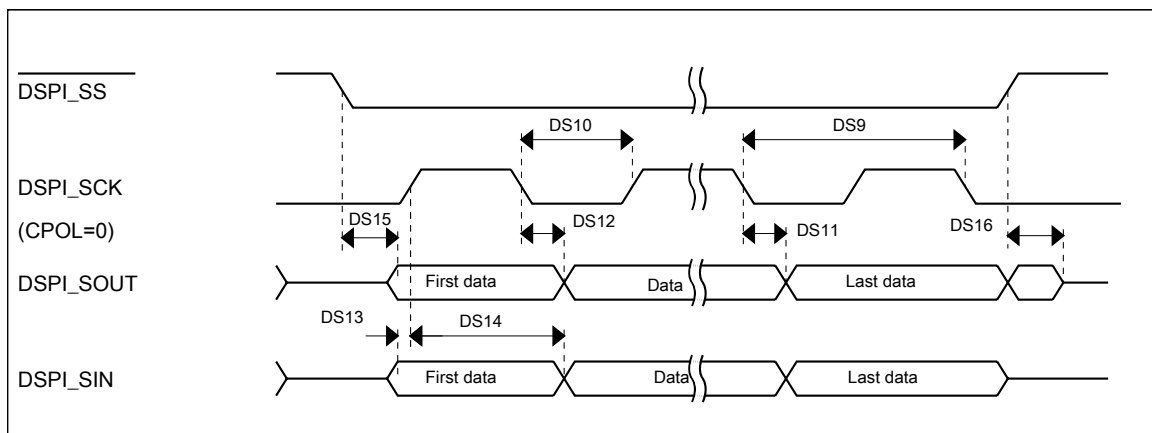 DSPI_SS
DS10
DS9
DSPI_SCK
(CPOL=0)
DS15
DS12
DS11
DS16
DSPI_SOUT
First data
Data
Last data
DS13
DS14
DSPI_SIN
First data
Data
Last data